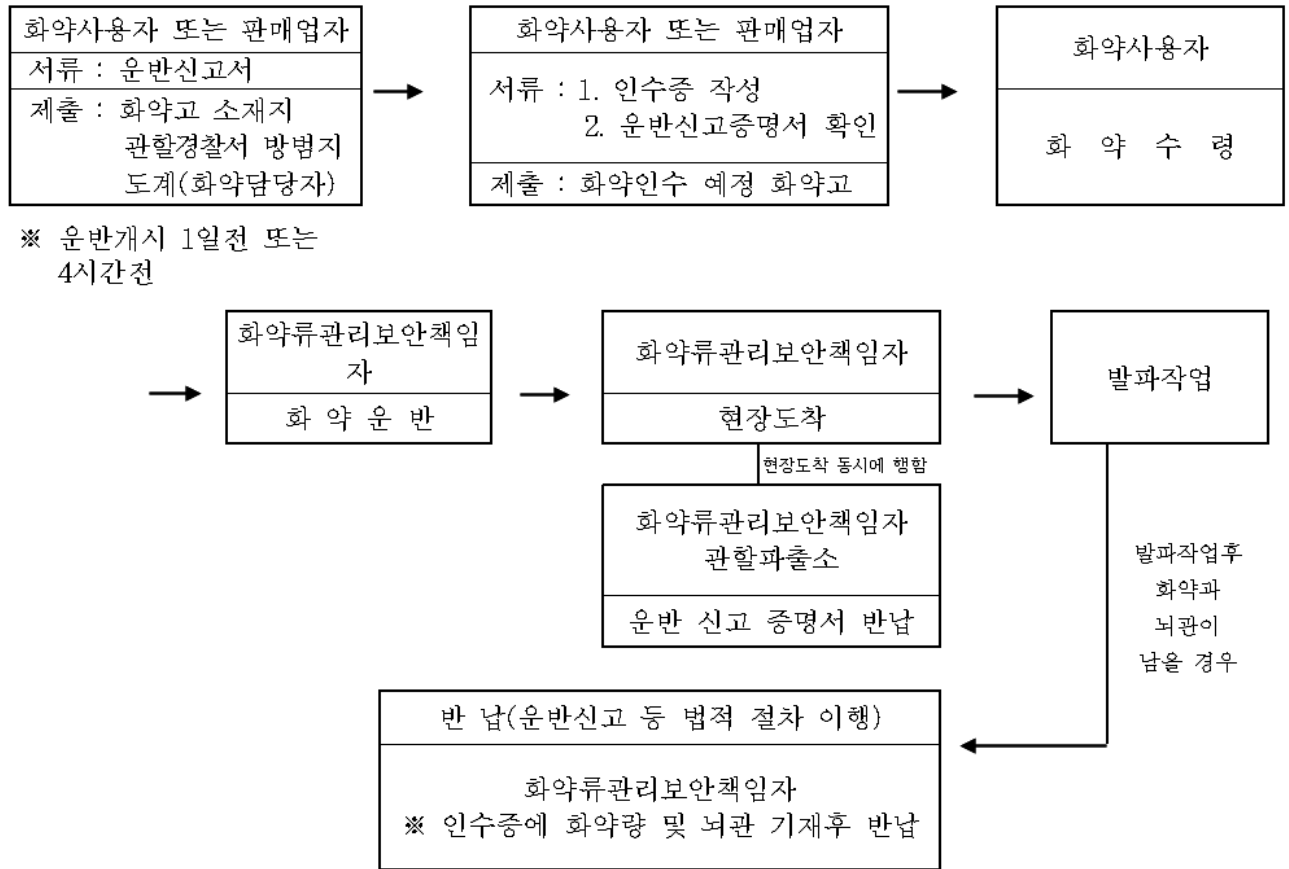 화약사용자 또는 판매업자
서류 : 운반신고서
제출 : 화약고 소재지
관할경찰서 방범지
도계(화약담당자)
※ 운반개시 1일전 또는
4시간전
화약사용자 또는 판매업자
서류 : 1. 인수증 작성
2. 운반신고증명서 확인
제출 : 화약인수 예정 화약고
화약사용자
화 약 수 령
화약류관리보안책임
자
화 약 운 반
화약류관리보안책임자
현장도착
현장도착 동시에 행함
화약류관리보안책임자
관할파출소
운반 신고 증명서 반납
발파작업
발파작업후
화약과
뇌관이
남을 경우
반 납(운반신고 등 법적 절차 이행)
화약류관리보안책임자
※ 인수증에 화약량 및 뇌관 기재후 반납